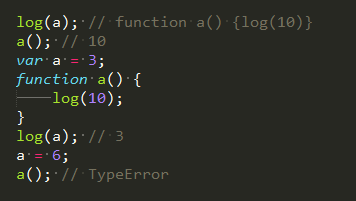 log(a); // function a() {log(10)}
a(); // 10
var a = 3;
function a() {
    log(10);
}
log(a); // 3
a = 6;
a(); // TypeError